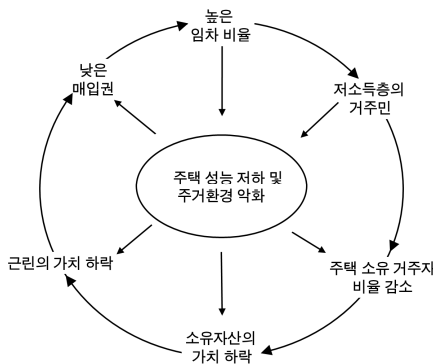 높은
임차 비율
저소득층의
거주민
주택 소유 거주자
비율 감소
소유자산의
가치 하락
근린의 가치 하락
낮은
매입권
주택 성능 저하 및
주거환경 악화